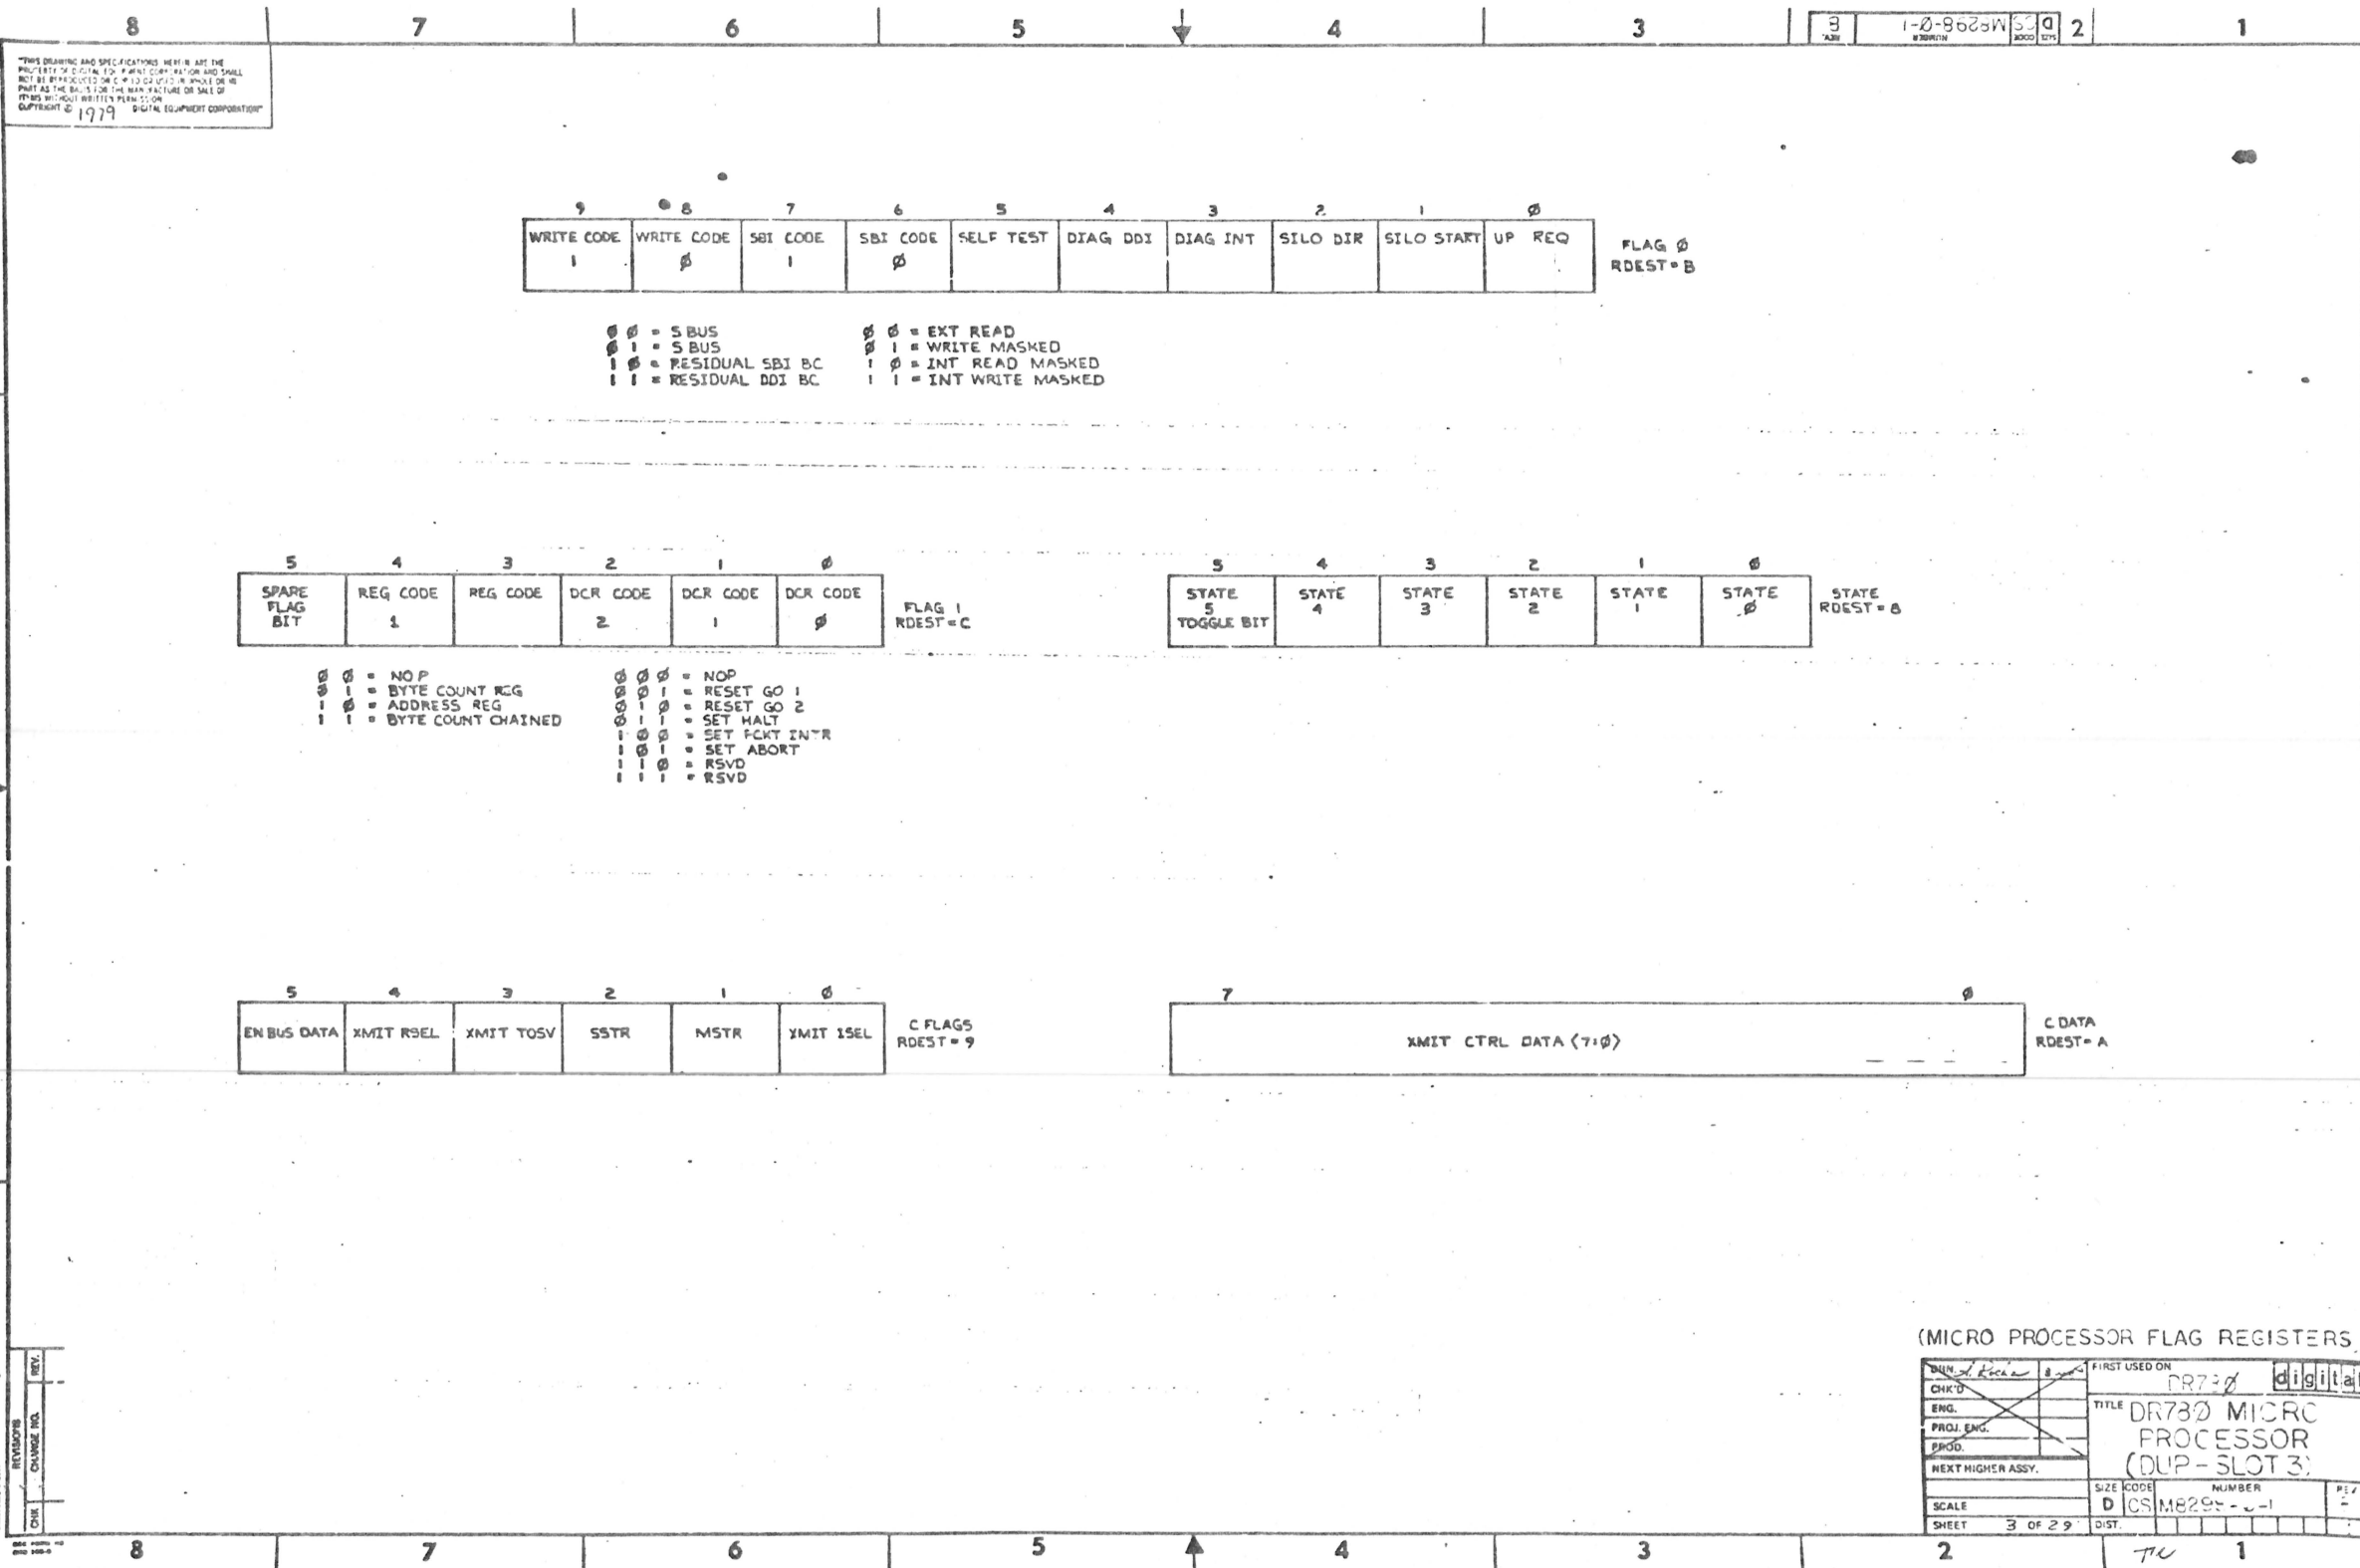 8 7 6 5 4 3 2 1
REV. B NUMBER M8298-Ø-1 CODE CS SIZE D
"THIS DRAWING AND SPECIFICATIONS HEREIN ARE THE
PROPERTY OF DIGITAL EQUIPMENT CORPORATION AND SHALL
NOT BE REPRODUCED OR COPIED OR USED IN WHOLE OR IN
PART AS THE BASIS FOR THE MANUFACTURE OR SALE OF
ITEMS WITHOUT WRITTEN PERMISSION
COPYRIGHT © 1979 DIGITAL EQUIPMENT CORPORATION"
9 8 7 6 5 4 3 2 1 Ø
WRITE CODE 1 WRITE CODE Ø SBI CODE 1 SBI CODE Ø SELF TEST DIAG DDI DIAG INT SILO DIR SILO START UP REQ
FLAG Ø
RDEST=B
Ø Ø = S BUS
Ø 1 = S BUS
1 Ø = RESIDUAL SBI BC
1 1 = RESIDUAL DDI BC
Ø Ø = EXT READ
Ø 1 = WRITE MASKED
1 Ø = INT READ MASKED
1 1 = INT WRITE MASKED
5 4 3 2 1 Ø
SPARE FLAG BIT REG CODE 1 REG CODE DCR CODE 2 DCR CODE 1 DCR CODE Ø
FLAG 1
RDEST=C
Ø Ø = NOP
Ø 1 = BYTE COUNT REG
1 Ø = ADDRESS REG
1 1 = BYTE COUNT CHAINED
Ø Ø Ø = NOP
Ø Ø 1 = RESET GO 1
Ø 1 Ø = RESET GO 2
Ø 1 1 = SET HALT
1 Ø Ø = SET PCKT INTR
1 Ø 1 = SET ABORT
1 1 Ø = RSVD
1 1 1 = RSVD
5 4 3 2 1 Ø
STATE 5 TOGGLE BIT STATE 4 STATE 3 STATE 2 STATE 1 STATE Ø
STATE
RDEST=8
5 4 3 2 1 Ø
EN BUS DATA XMIT RSEL XMIT TOSV SSTR MSTR XMIT ISEL
C FLAGS
RDEST=9
7 Ø
XMIT CTRL DATA <7:Ø>
C DATA
RDEST=A
(MICRO PROCESSOR FLAG REGISTERS
DRN.
CHK'D
ENG.
PROJ. ENG.
PROD.
NEXT HIGHER ASSY.
SCALE
SHEET 3 OF 29
FIRST USED ON
DR78Ø
digital
TITLE DR78Ø MICRO
PROCESSOR
(DUP-SLOT 3)
SIZE CODE NUMBER REV
D CS M8298-Ø-1
DIST.
REVISIONS
CHK CHANGE NO. REV.
8 7 6 5 4 3 2 1